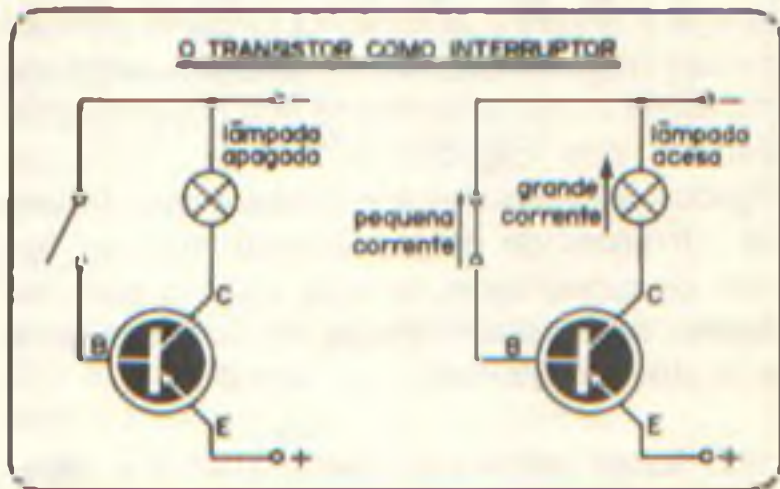 O TRANSISTOR COMO INTERRUPTOR
lâmpada
apagada
B
C
E
−
+
pequena
corrente
grande
corrente
lâmpada
acesa
B
C
E
−
+